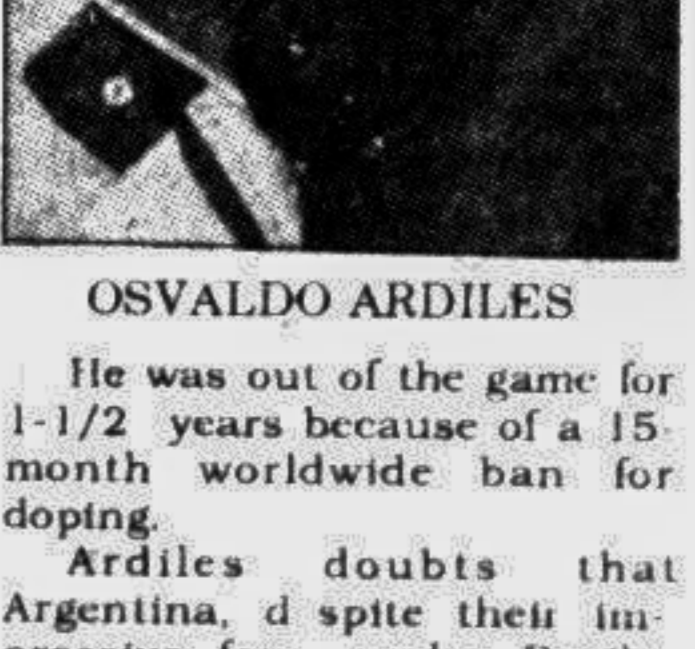 OSVALDO ARDILES
He was out of the game for
1-1/2 years because of a 15-
month worldwide ban for
doping.
Ardiles doubts that
Argentina, d spite their im-